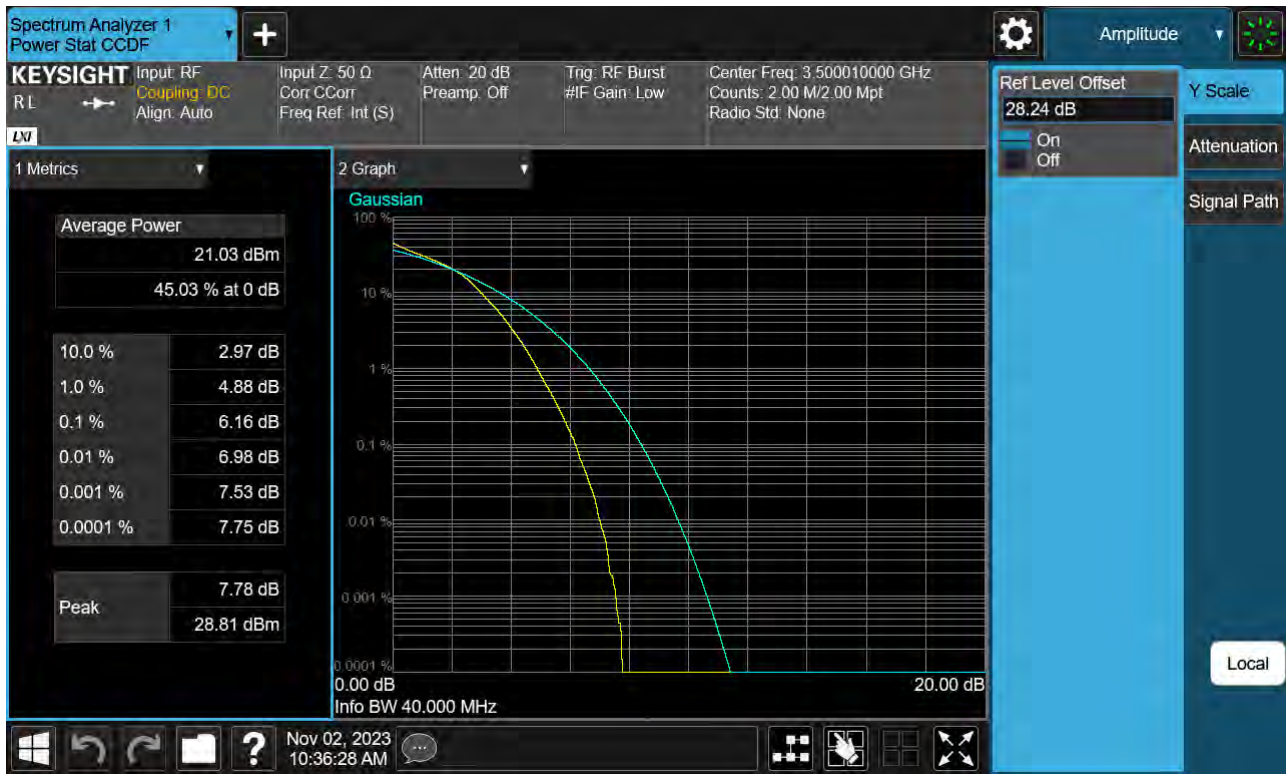 Spectrum Analyzer 1
Power Stat CCDF
Amplitude
KEYSIGHT
RL
LXI
Input: RF
Coupling: DC
Align: Auto
Input Z: 50 Ω
Corr CCorr
Freq Ref: Int (S)
Atten: 20 dB
Preamp: Off
Trig: RF Burst
#IF Gain: Low
Center Freq: 3.500010000 GHz
Counts: 2.00 M/2.00 Mpt
Radio Std: None
Ref Level Offset
28.24 dB
On
Off
Y Scale
Attenuation
Signal Path
Local
1 Metrics
Average Power
21.03 dBm
45.03 % at 0 dB
10.0 % 2.97 dB
1.0 % 4.88 dB
0.1 % 6.16 dB
0.01 % 6.98 dB
0.001 % 7.53 dB
0.0001 % 7.75 dB
Peak
7.78 dB
28.81 dBm
2 Graph
Gaussian
100 %
10 %
1 %
0.1 %
0.01 %
0.001 %
0.0001 %
0.00 dB
20.00 dB
Info BW 40.000 MHz
?
Nov 02, 2023
10:36:28 AM